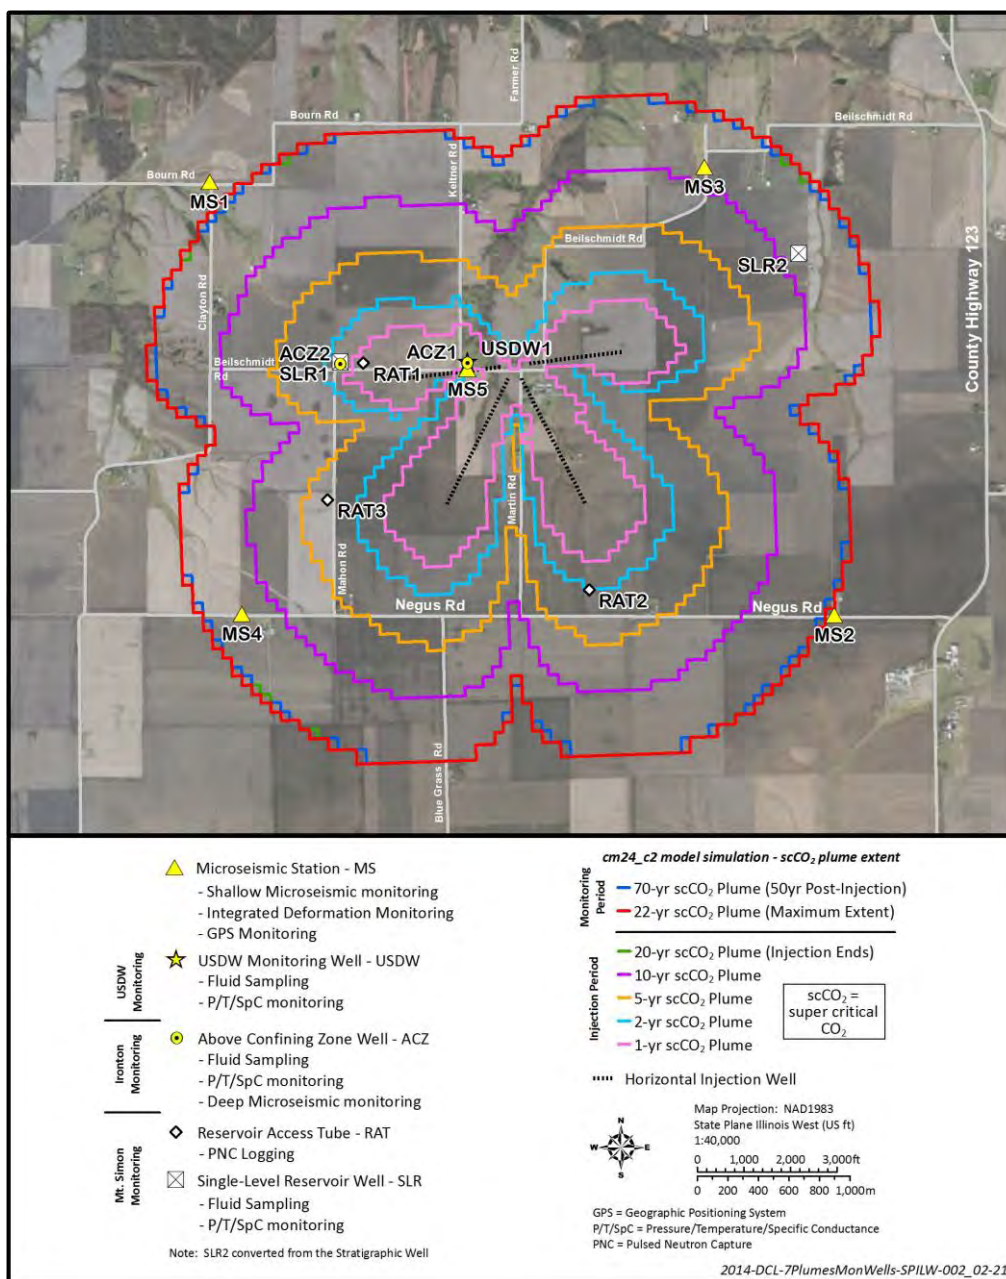 Farmer Rd
Bourn Rd
Beilschmidt Rd
Keltner Rd
Bourn Rd
MS1
MS3
Beilschmidt Rd
SLR2
Clayton Rd
County Highway 123
ACZ2
ACZ1
USDW1
Beilschmidt
Rd
SLR1
RAT1
MS5
RAT3
Martin Rd
Mahon Rd
RAT2
Negus Rd
Negus Rd
MS4
MS2
Blue Grass Rd
Microseismic Station - MS
- Shallow Microseismic monitoring
- Integrated Deformation Monitoring
- GPS Monitoring
USDW
Monitoring
USDW Monitoring Well - USDW
- Fluid Sampling
- P/T/SpC monitoring
Ironton
Monitoring
Above Confining Zone Well - ACZ
- Fluid Sampling
- P/T/SpC monitoring
- Deep Microseismic monitoring
Mt. Simon
Monitoring
Reservoir Access Tube - RAT
- PNC Logging
Single-Level Reservoir Well - SLR
- Fluid Sampling
- P/T/SpC monitoring
Note: SLR2 converted from the Stratigraphic Well
cm24_c2 model simulation - scCO₂ plume extent
Monitoring
Period
70-yr scCO₂ Plume (50yr Post-Injection)
22-yr scCO₂ Plume (Maximum Extent)
Injection Period
20-yr scCO₂ Plume (Injection Ends)
10-yr scCO₂ Plume
5-yr scCO₂ Plume
2-yr scCO₂ Plume
1-yr scCO₂ Plume
scCO₂ =
super critical
CO₂
Horizontal Injection Well
N
W E
S
Map Projection: NAD1983
State Plane Illinois West (US ft)
1:40,000
0 1,000 2,000 3,000ft
0 200 400 600 800 1,000m
GPS = Geographic Positioning System
P/T/SpC = Pressure/Temperature/Specific Conductance
PNC = Pulsed Neutron Capture
2014-DCL-7PlumesMonWells-SPILW-002_02-21